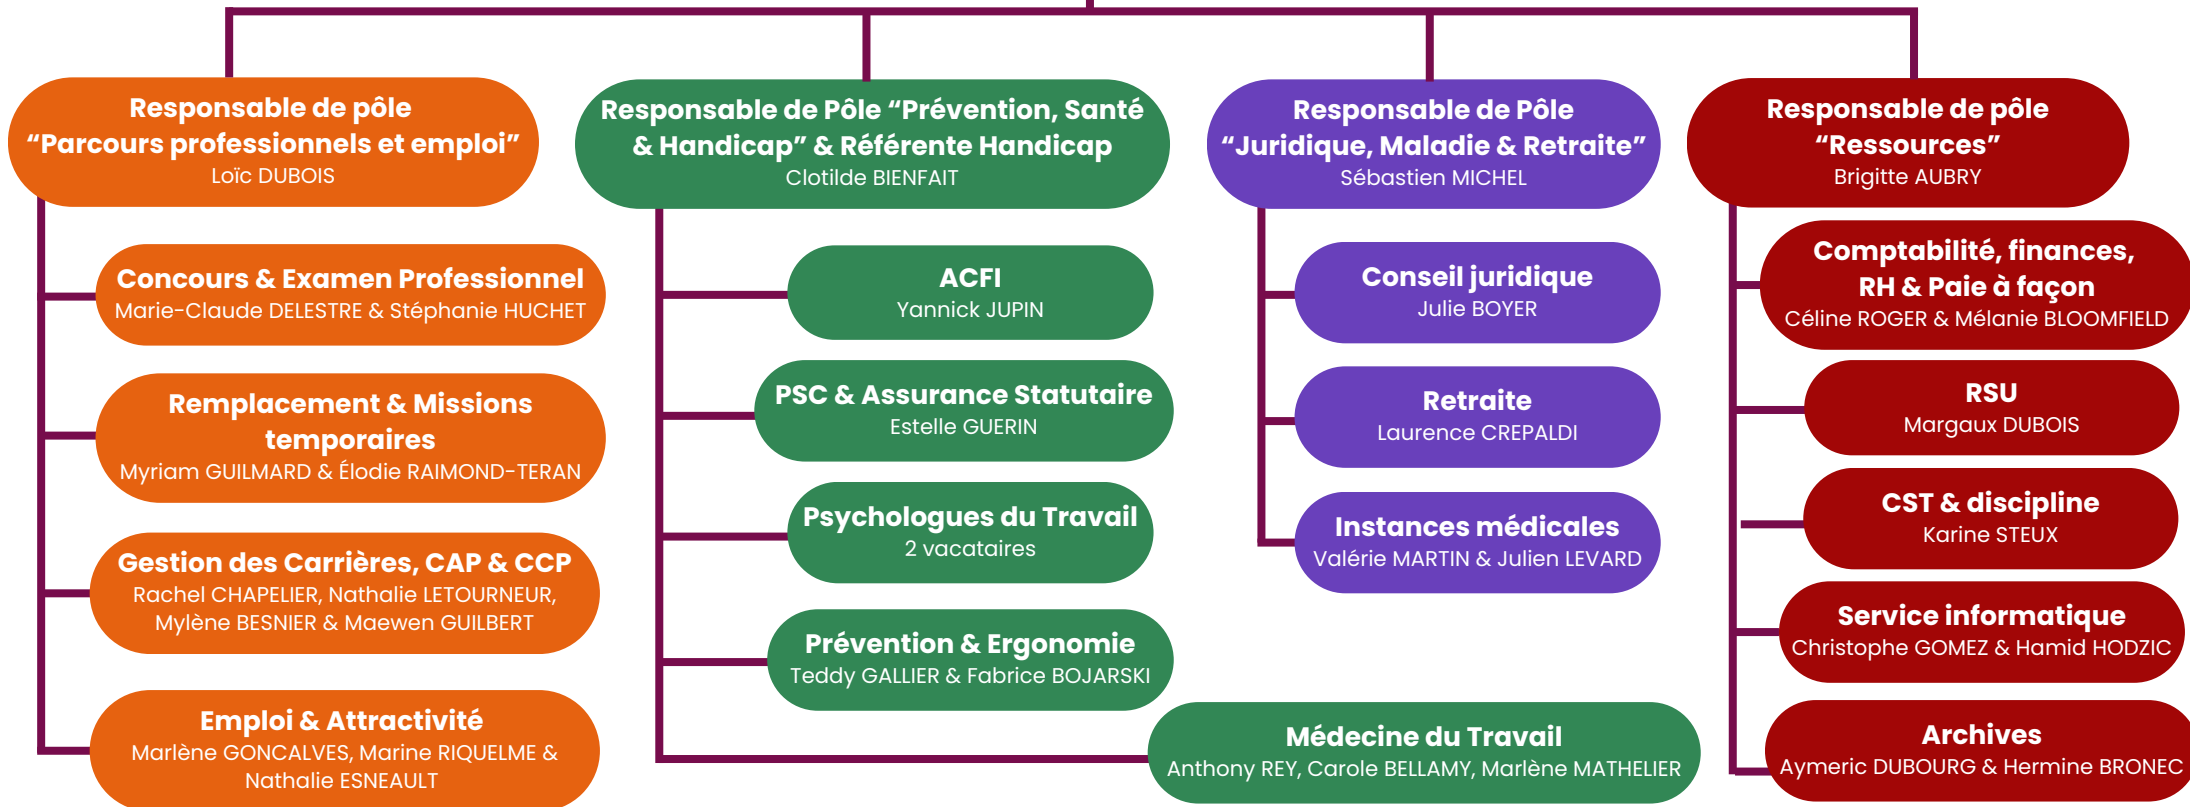 Responsable de pôle
“Parcours professionnels et emploi”
Loïc DUBOIS
Concours & Examen Professionnel
Marie-Claude DELESTRE & Stéphanie HUCHET
Remplacement & Missions
temporaires
Myriam GUILMARD & Élodie RAIMOND-TERAN
Gestion des Carrières, CAP & CCP
Rachel CHAPELIER, Nathalie LETOURNEUR,
Mylène BESNIER & Maewen GUILBERT
Emploi & Attractivité
Marlène GONCALVES, Marine RIQUELME &
Nathalie ESNEAULT
Responsable de Pôle “Prévention, Santé
& Handicap” & Référente Handicap
Clotilde BIENFAIT
ACFI
Yannick JUPIN
PSC & Assurance Statutaire
Estelle GUERIN
Psychologues du Travail
2 vacataires
Prévention & Ergonomie
Teddy GALLIER & Fabrice BOJARSKI
Médecine du Travail
Anthony REY, Carole BELLAMY, Marlène MATHELIER
Responsable de Pôle
“Juridique, Maladie & Retraite”
Sébastien MICHEL
Conseil juridique
Julie BOYER
Retraite
Laurence CREPALDI
Instances médicales
Valérie MARTIN & Julien LEVARD
Responsable de pôle
“Ressources”
Brigitte AUBRY
Comptabilité, finances,
RH & Paie à façon
Céline ROGER & Mélanie BLOOMFIELD
RSU
Margaux DUBOIS
CST & discipline
Karine STEUX
Service informatique
Christophe GOMEZ & Hamid HODZIC
Archives
Aymeric DUBOURG & Hermine BRONEC